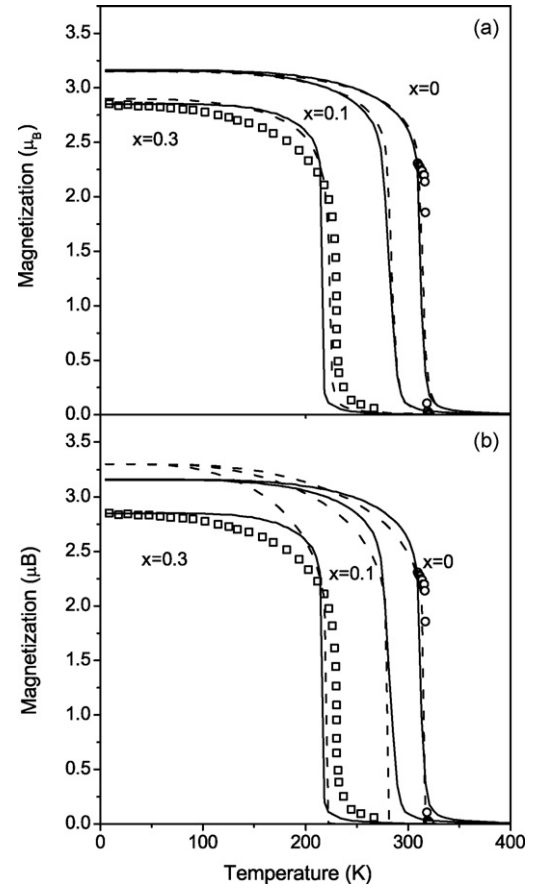 3.5
(a)
3.0
x=0
x=0.1
2.5
x=0.3
2.0
Magnetization (μB)
1.5
1.0
0.5
0.0
3.5
(b)
3.0
2.5
x=0.3
x=0.1
x=0
2.0
Magnetization (μB)
1.5
1.0
0.5
0.0
0 100 200 300 400
Temperature (K)